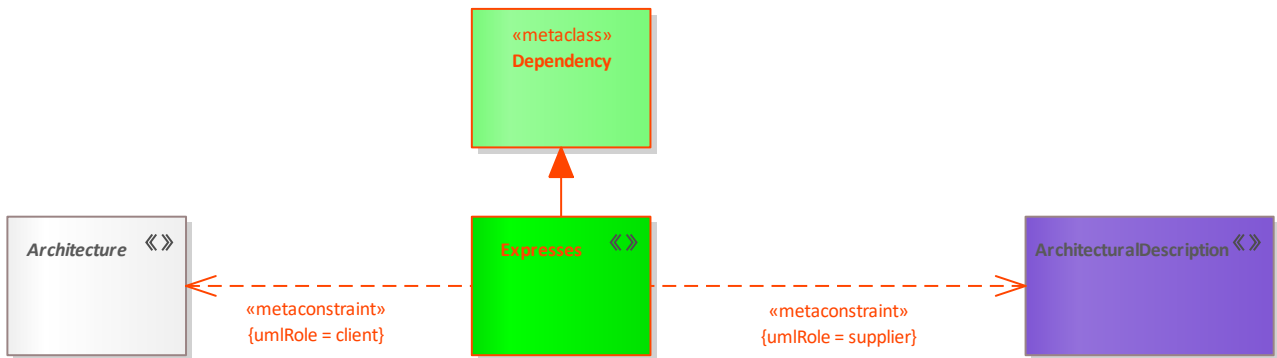 «metaclass»
Dependency
Architecture «»
Expresses «»
ArchitecturalDescription «»
«metaconstraint»
{umlRole = client}
«metaconstraint»
{umlRole = supplier}